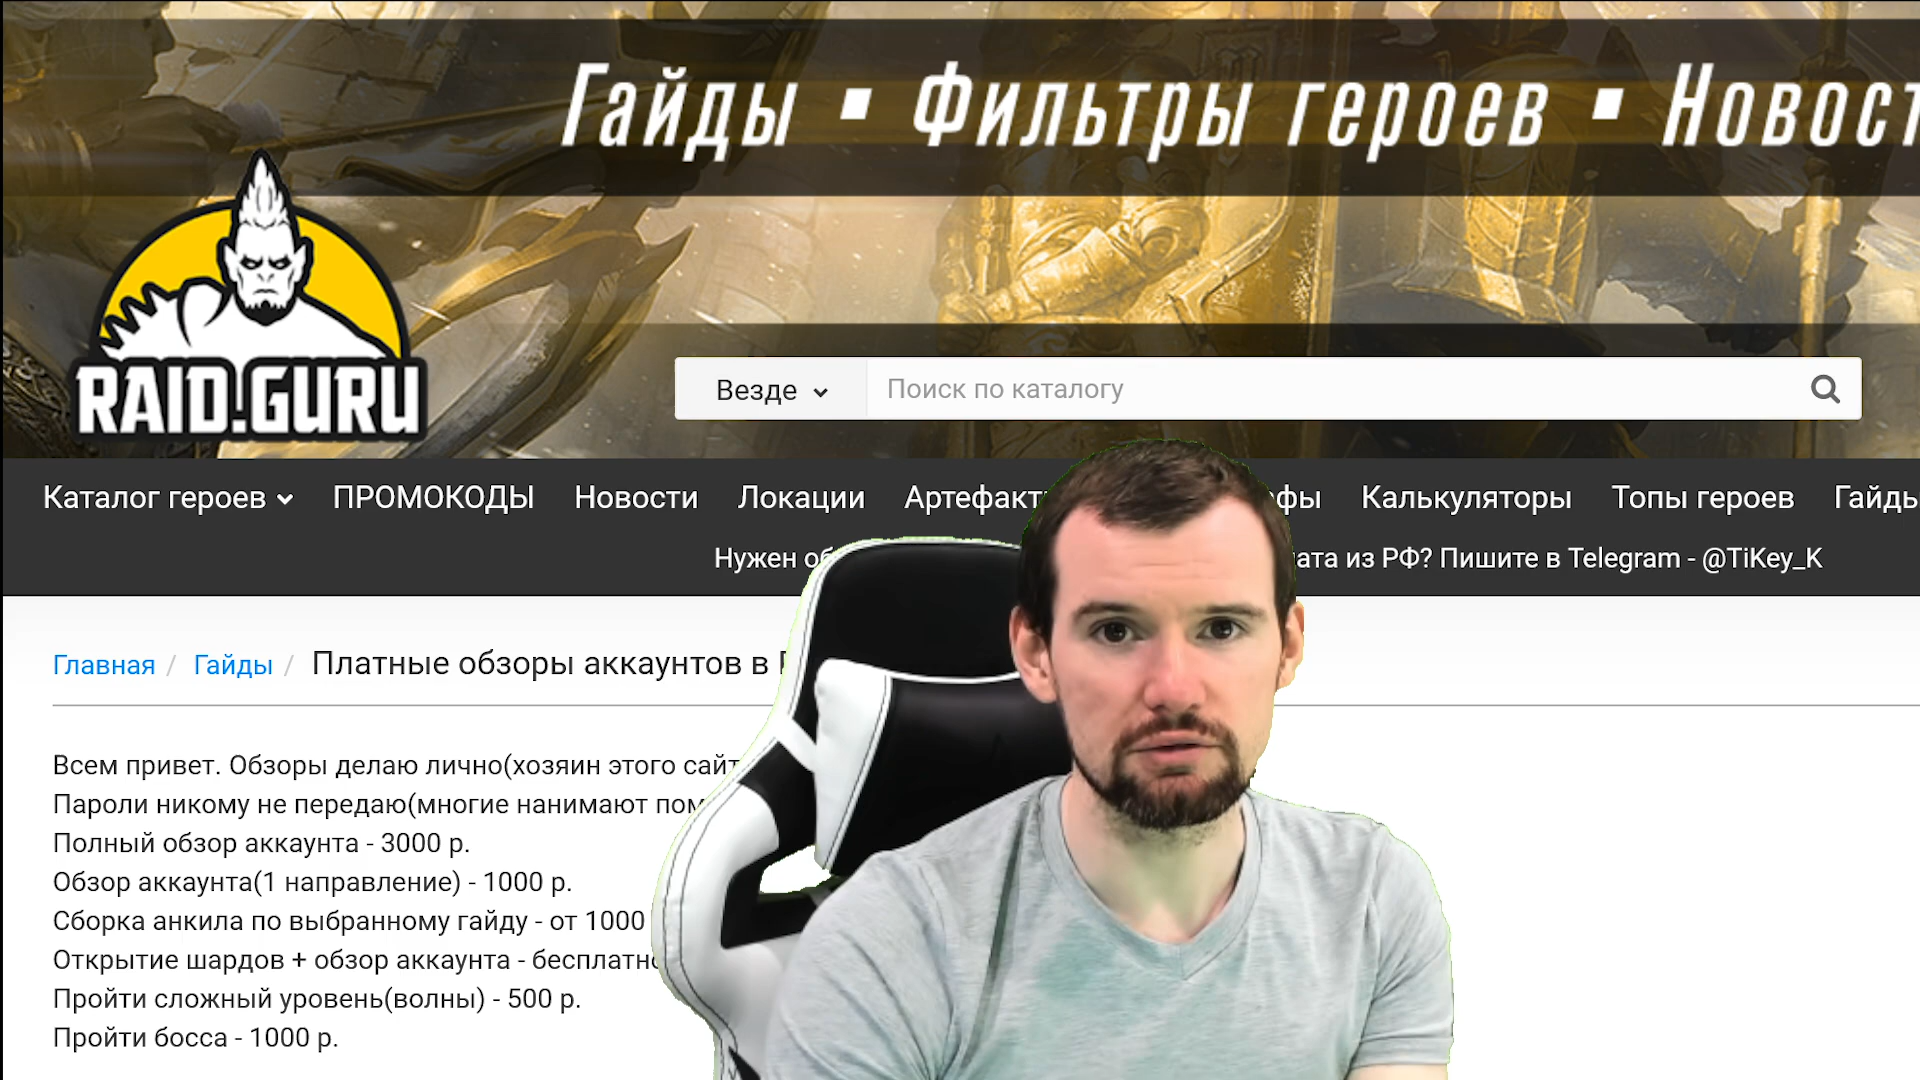 Гайды ▪ Фильтры героев ▪ Новост
RAID.GURU
Везде
Поиск по каталогу
Каталог героев ПРОМОКОДЫ Новости Локации Артефакт фы Калькуляторы Топы героев Гайды
Нужен об ата из РФ? Пишите в Telegram - @TiKey_K
Главная / Гайды / Платные обзоры аккаунтов в
Всем привет. Обзоры делаю лично(хозяин этого сайт
Пароли никому не передаю(многие нанимают пом
Полный обзор аккаунта - 3000 р.
Обзор аккаунта(1 направление) - 1000 р.
Сборка анкила по выбранному гайду - от 1000
Открытие шардов + обзор аккаунта - бесплатно
Пройти сложный уровень(волны) - 500 р.
Пройти босса - 1000 р.